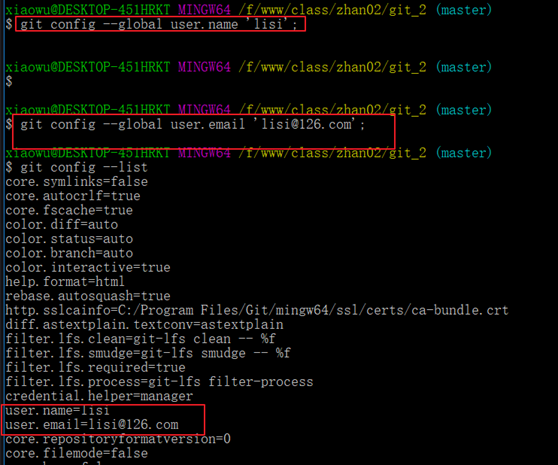 xiaowu@DESKTOP-451HRKT MINGW64 /f/www/class/zhan02/git_2 (master)
$ git config --global user.name 'lisi';
xiaowu@DESKTOP-451HRKT MINGW64 /f/www/class/zhan02/git_2 (master)
$
xiaowu@DESKTOP-451HRKT MINGW64 /f/www/class/zhan02/git_2 (master)
$ git config --global user.email 'lisi@126.com';
xiaowu@DESKTOP-451HRKT MINGW64 /f/www/class/zhan02/git_2 (master)
$ git config --list
core.symlinks=false
core.autocrlf=true
core.fscache=true
color.diff=auto
color.status=auto
color.branch=auto
color.interactive=true
help.format=html
rebase.autosquash=true
http.sslcainfo=C:/Program Files/Git/mingw64/ssl/certs/ca-bundle.crt
diff.astextplain.textconv=astextplain
filter.lfs.clean=git-lfs clean -- %f
filter.lfs.smudge=git-lfs smudge -- %f
filter.lfs.required=true
filter.lfs.process=git-lfs filter-process
credential.helper=manager
user.name=lisi
user.email=lisi@126.com
core.repositoryformatversion=0
core.filemode=false